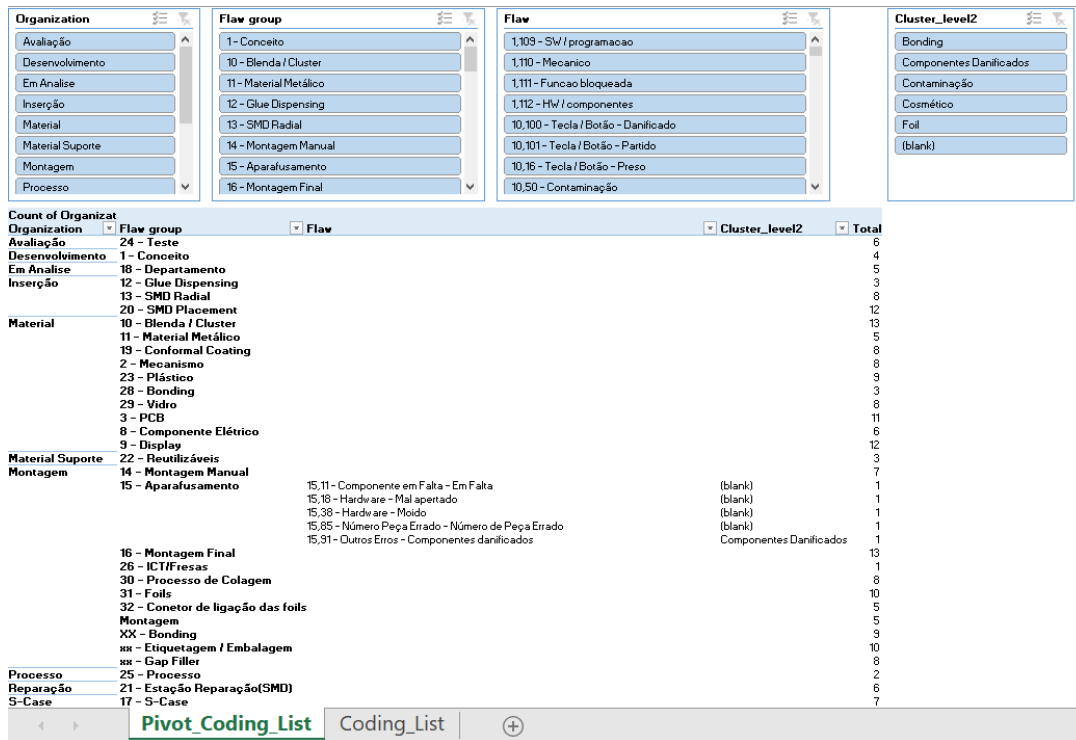 Organization
Avaliação
Desenvolvimento
Em Analise
Inserção
Material
Material Suporte
Montagem
Processo
Flaw group
1 - Conceito
10 - Blenda / Cluster
11 - Material Metálico
12 - Glue Dispensing
13 - SMD Radial
14 - Montagem Manual
15 - Aparafusamento
16 - Montagem Final
Flaw
1,109 - SW / programacao
1,110 - Mecanico
1,111 - Funcao bloqueada
1,112 - HW / componentes
10,100 - Tecla / Botão - Danificado
10,101 - Tecla / Botão - Partido
10,16 - Tecla / Botão - Preso
10,50 - Contaminação
Cluster_level2
Bonding
Componentes Danificados
Contaminação
Cosmético
Foil
(blank)
Count of Organizat
Organization Flaw group Flaw Cluster_level2 Total
Avaliação 24 - Teste 6
Desenvolvimento 1 - Conceito 4
Em Analise 18 - Departamento 5
Inserção 12 - Glue Dispensing 3
13 - SMD Radial 8
20 - SMD Placement 12
Material 10 - Blenda / Cluster 13
11 - Material Metálico 5
19 - Conformal Coating 8
2 - Mecanismo 8
23 - Plástico 9
28 - Bonding 3
29 - Vidro 8
3 - PCB 11
8 - Componente Elétrico 6
9 - Display 12
Material Suporte 22 - Reutilizáveis 3
Montagem 14 - Montagem Manual 7
15 - Aparafusamento 15,11 - Componente em Falta - Em Falta (blank) 1
15,18 - Hardware - Mal apertado (blank) 1
15,38 - Hardware - Moido (blank) 1
15,85 - Número Peça Errado - Número de Peça Errado (blank) 1
15,91 - Outros Erros - Componentes danificados Componentes Danificados 1
16 - Montagem Final 13
26 - ICT/Fresas 1
30 - Processo de Colagem 8
31 - Foils 10
32 - Conetor de ligação das foils 5
Montagem 5
XX - Bonding 9
xx - Etiquetagem / Embalagem 10
xx - Gap Filler 8
Processo 25 - Processo 2
Reparação 21 - Estação Reparação(SMD) 6
S-Case 17 - S-Case 7
Pivot_Coding_List Coding_List